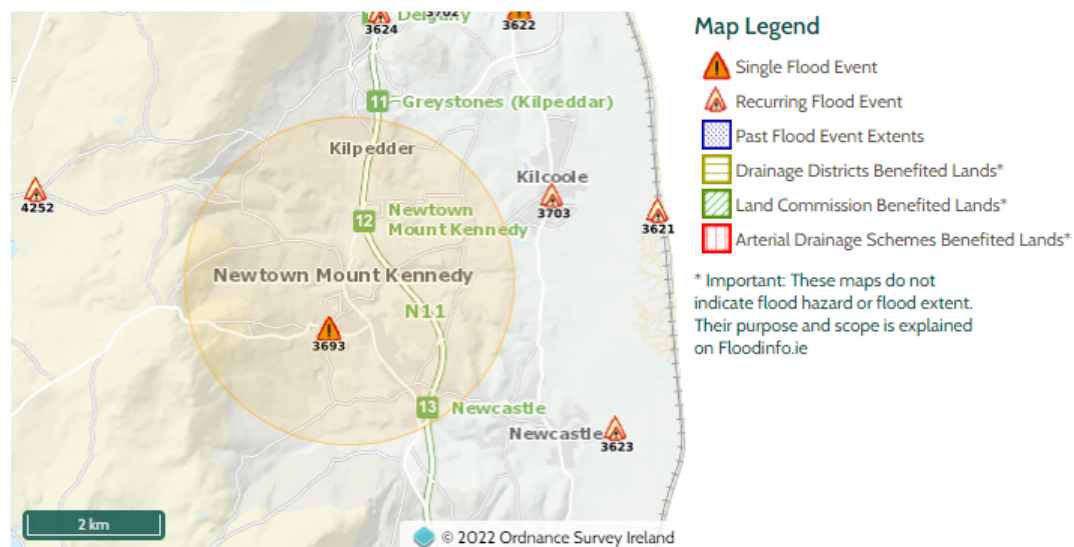 Delgany
3702
3624
3622
11
Greystones (Kilpeddar)
Kilpedder
Kilcoole
4252
3703
12
Newtown
Mount Kennedy
3621
Newtown Mount Kennedy
N11
3693
13
Newcastle
Newcastle
3623
2 km
© 2022 Ordnance Survey Ireland
Map Legend
Single Flood Event
Recurring Flood Event
Past Flood Event Extents
Drainage Districts Benefited Lands*
Land Commission Benefited Lands*
Arterial Drainage Schemes Benefited Lands*
* Important: These maps do not
indicate flood hazard or flood extent.
Their purpose and scope is explained
on Floodinfo.ie